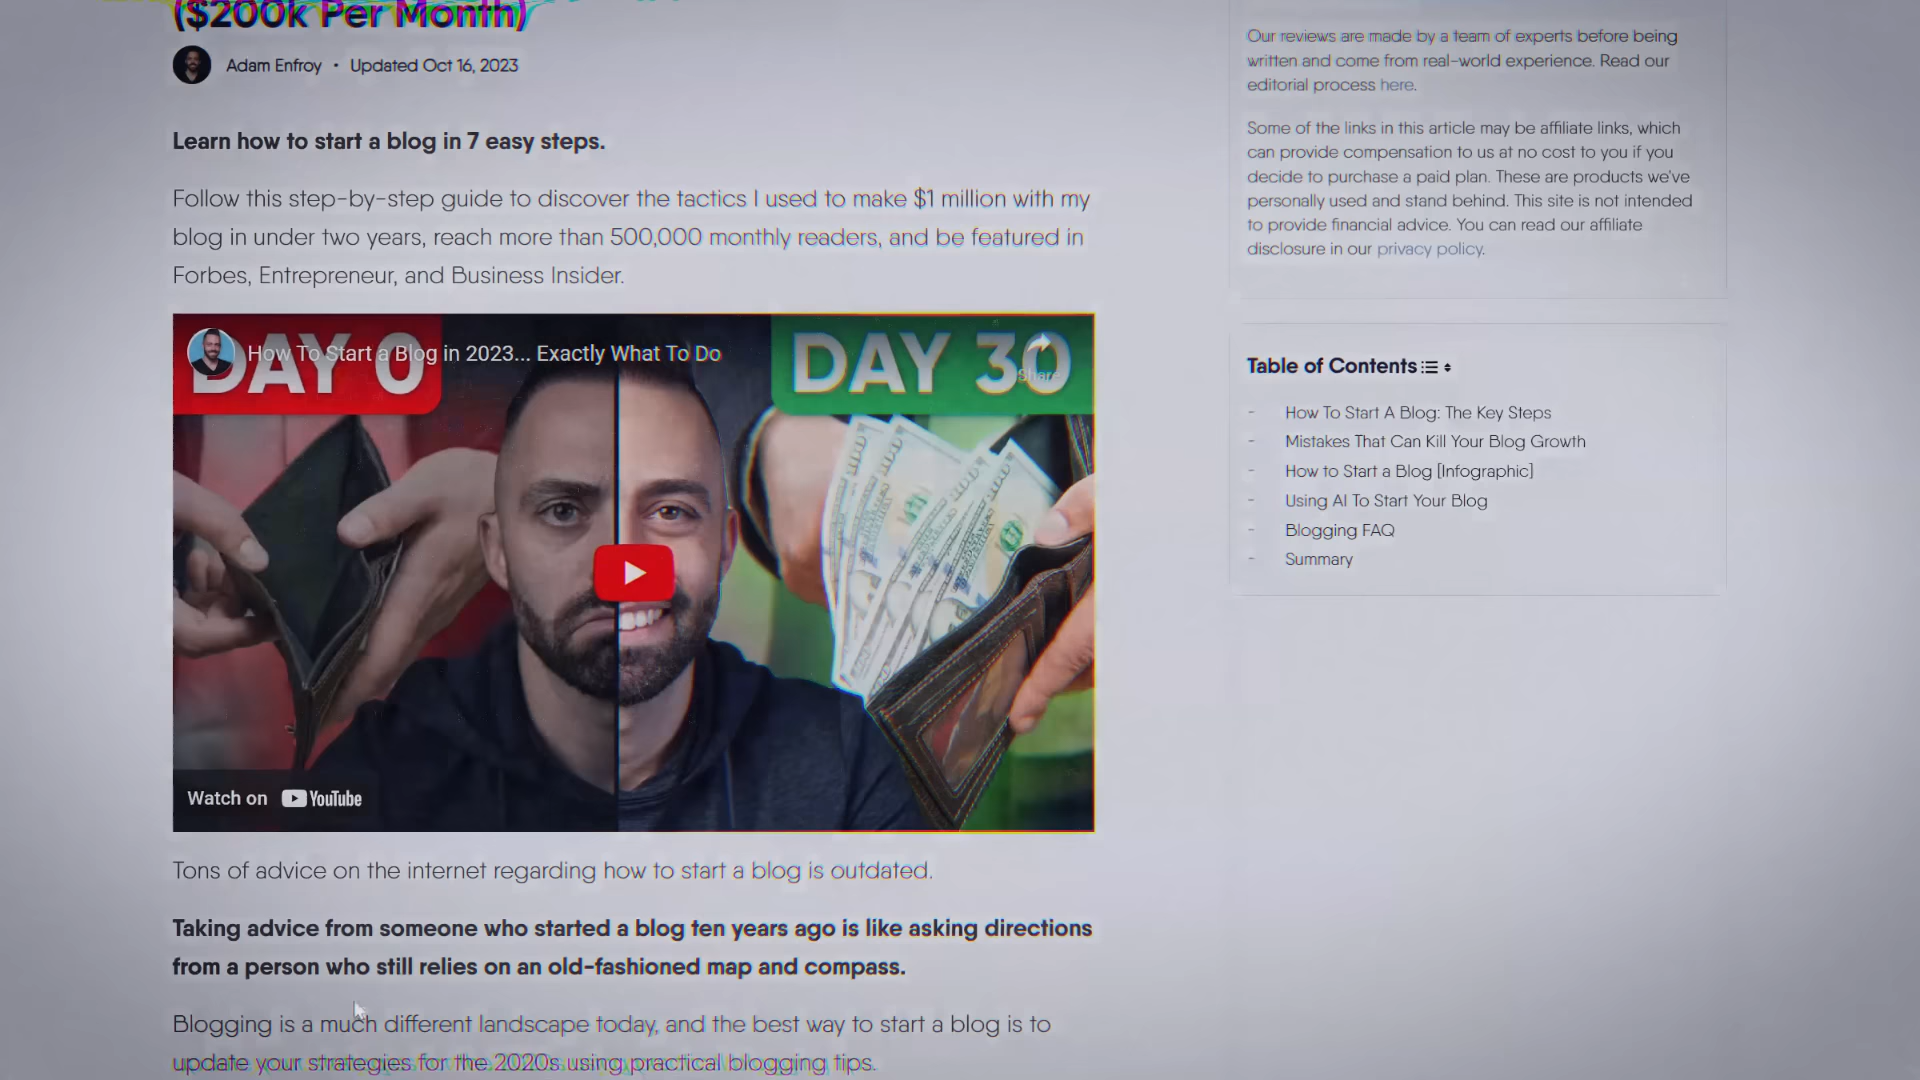 ($200k Per Month)
Adam Enfroy • Updated Oct 16, 2023
Learn how to start a blog in 7 easy steps.
Follow this step-by-step guide to discover the tactics I used to make $1 million with my
blog in under two years, reach more than 500,000 monthly readers, and be featured in
Forbes, Entrepreneur, and Business Insider.
DAY 0
How To Start a Blog in 2023... Exactly What To Do
DAY 30
Share
Watch on YouTube
Tons of advice on the internet regarding how to start a blog is outdated.
Taking advice from someone who started a blog ten years ago is like asking directions
from a person who still relies on an old-fashioned map and compass.
Blogging is a much different landscape today, and the best way to start a blog is to
update your strategies for the 2020s using practical blogging tips.
Our reviews are made by a team of experts before being
written and come from real-world experience. Read our
editorial process here.
Some of the links in this article may be affiliate links, which
can provide compensation to us at no cost to you if you
decide to purchase a paid plan. These are products we've
personally used and stand behind. This site is not intended
to provide financial advice. You can read our affiliate
disclosure in our privacy policy.
Table of Contents
- How To Start A Blog: The Key Steps
- Mistakes That Can Kill Your Blog Growth
- How to Start a Blog [Infographic]
- Using AI To Start Your Blog
- Blogging FAQ
- Summary